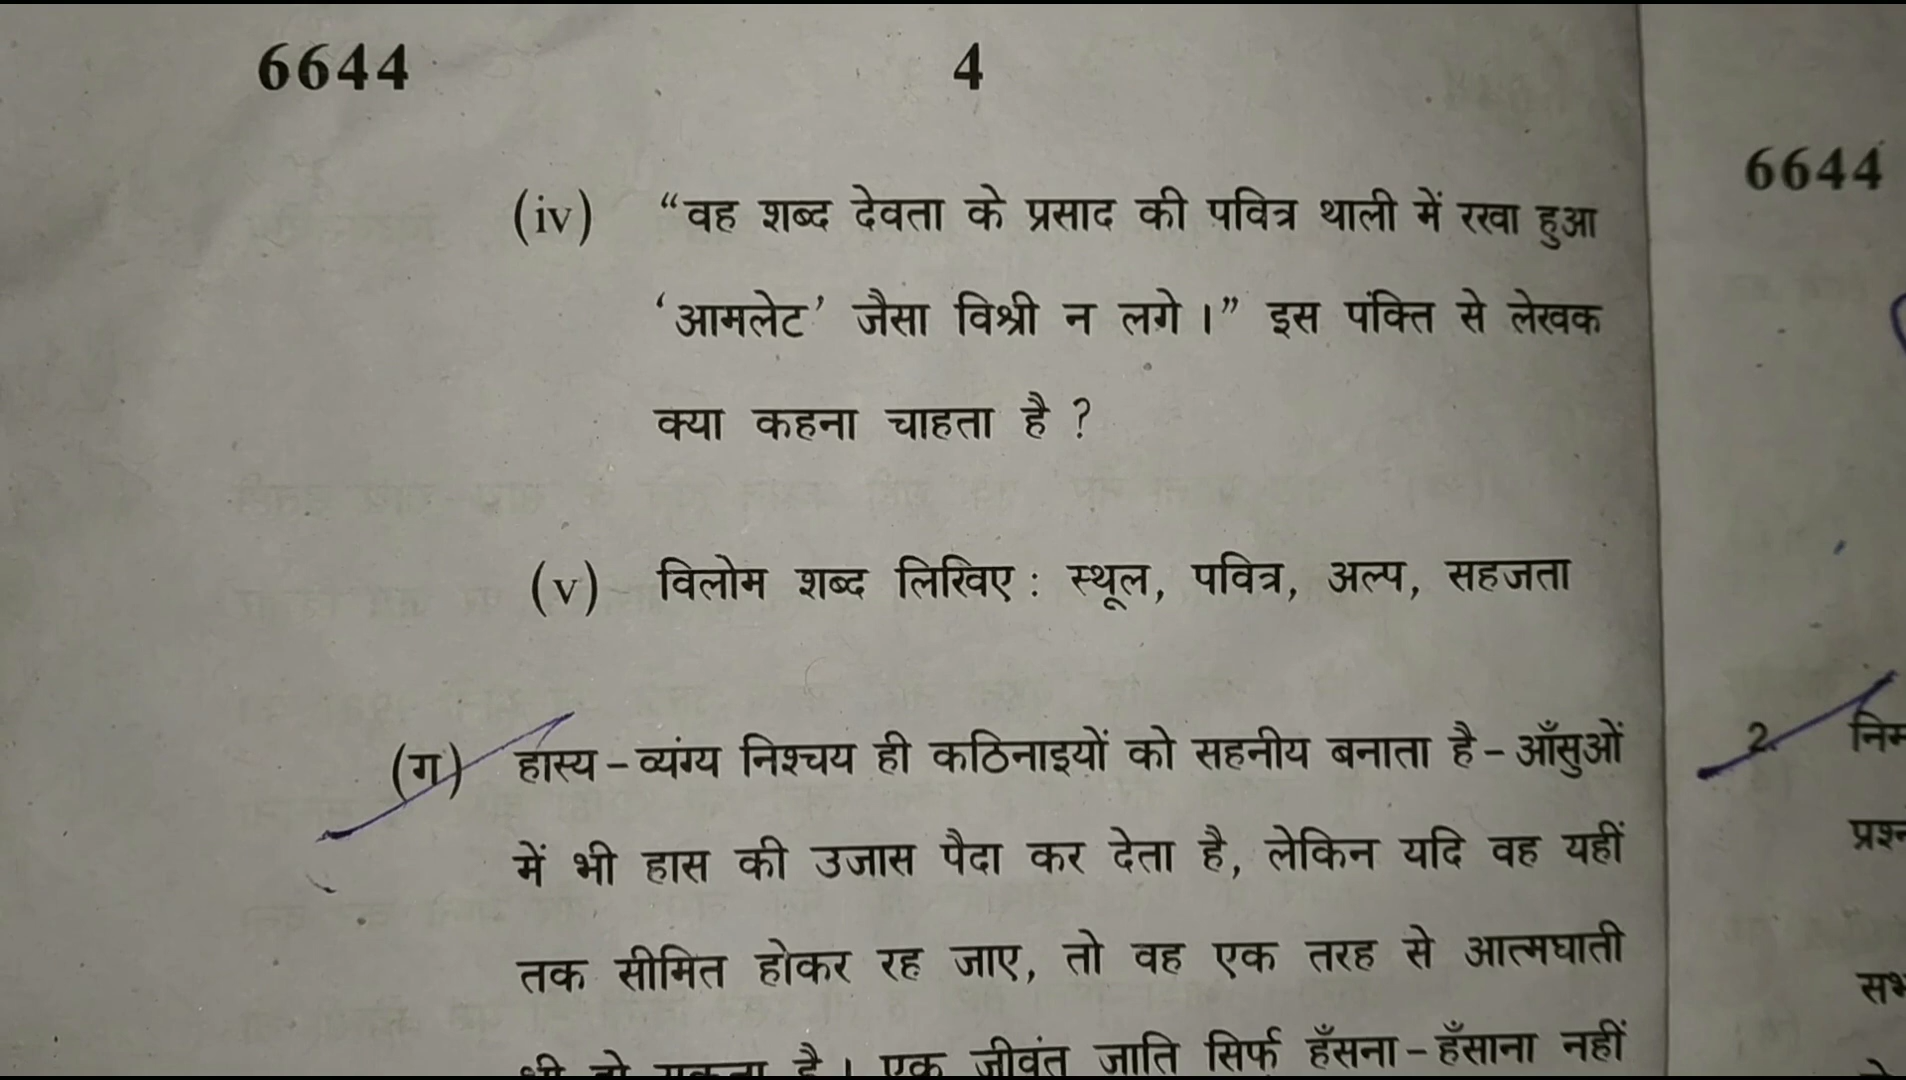 6644 4
(iv) “वह शब्द देवता के प्रसाद की पवित्र थाली में रखा हुआ
‘आमलेट’ जैसा विश्री न लगे।” इस पंक्ति से लेखक
क्या कहना चाहता है ?
(v) विलोम शब्द लिखिए : स्थूल, पवित्र, अल्प, सहजता
(ग) हास्य-व्यंग्य निश्चय ही कठिनाइयों को सहनीय बनाता है-आँसुओं
में भी हास की उजास पैदा कर देता है, लेकिन यदि वह यहीं
तक सीमित होकर रह जाए, तो वह एक तरह से आत्मघाती
भी हो सकता है। एक जीवंत जाति सिर्फ हँसना-हँसाना नहीं
6644
2.